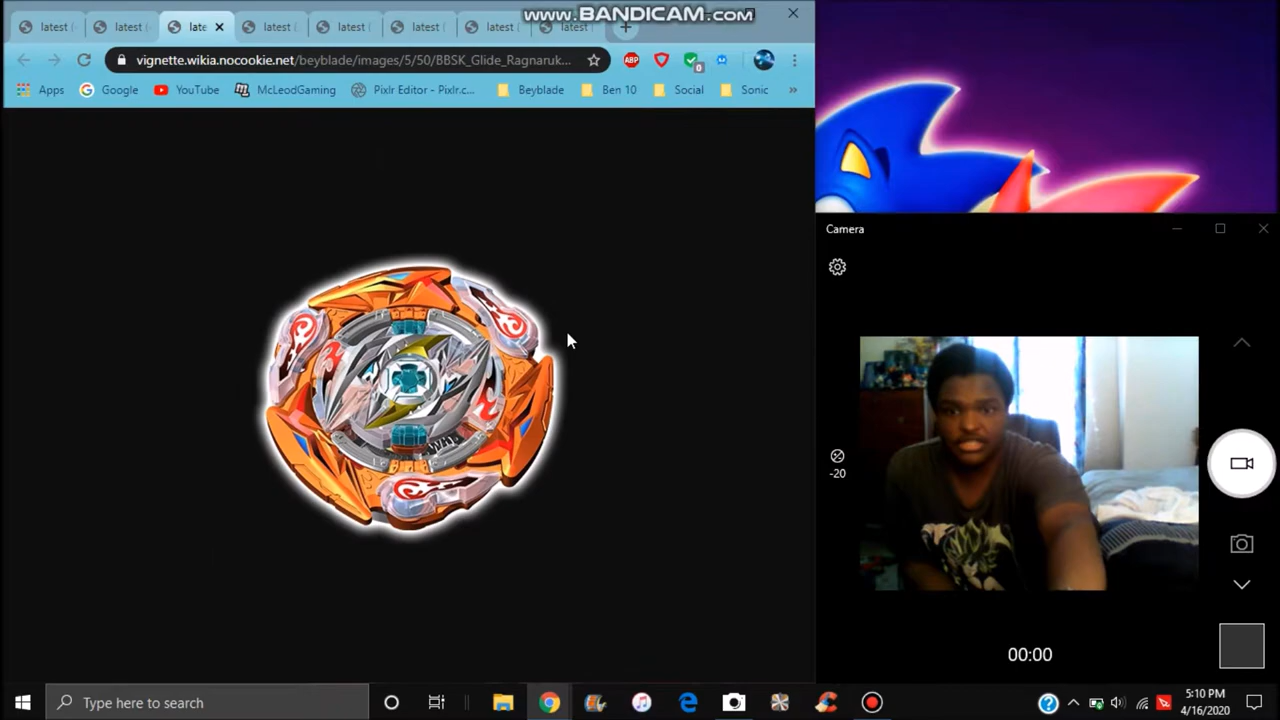 www.BANDICAM.com
latest
latest
late
latest
latest
latest
latest
latest
vignette.wikia.nocookie.net/beyblade/images/5/50/BBSK_Glide_Ragnaruk...
ABP
0
Apps
Google
YouTube
McLeodGaming
Pixlr Editor - Pixlr.c...
Beyblade
Ben 10
Social
Sonic
»
Camera
-20
00:00
Type here to search
5:10 PM
4/16/2020